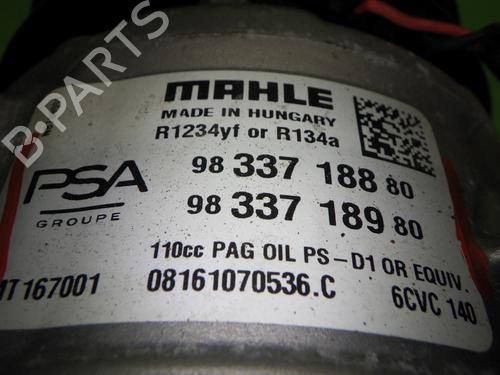 MAHLE
MADE IN HUNGARY
R1234yf or R134a
98 337 188 80
98 337 189 80
PSA
GROUPE
110cc PAG OIL PS-D1 OR EQUIV.
MT167001 08161070536.C 6CVC 140
B-PARTS